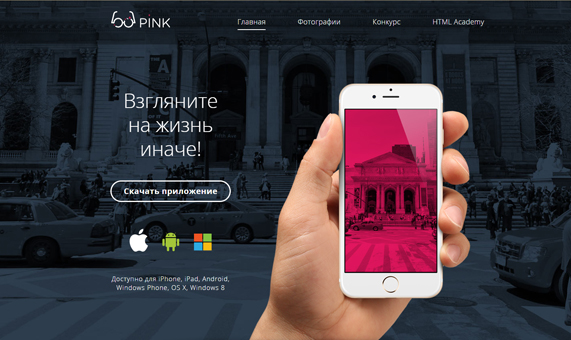 PINK
Главная Фотографии Конкурс HTML Academy
Взгляните
на жизнь
иначе!
Скачать приложение
Доступно для iPhone, iPad, Android,
Windows Phone, OS X, Windows 8